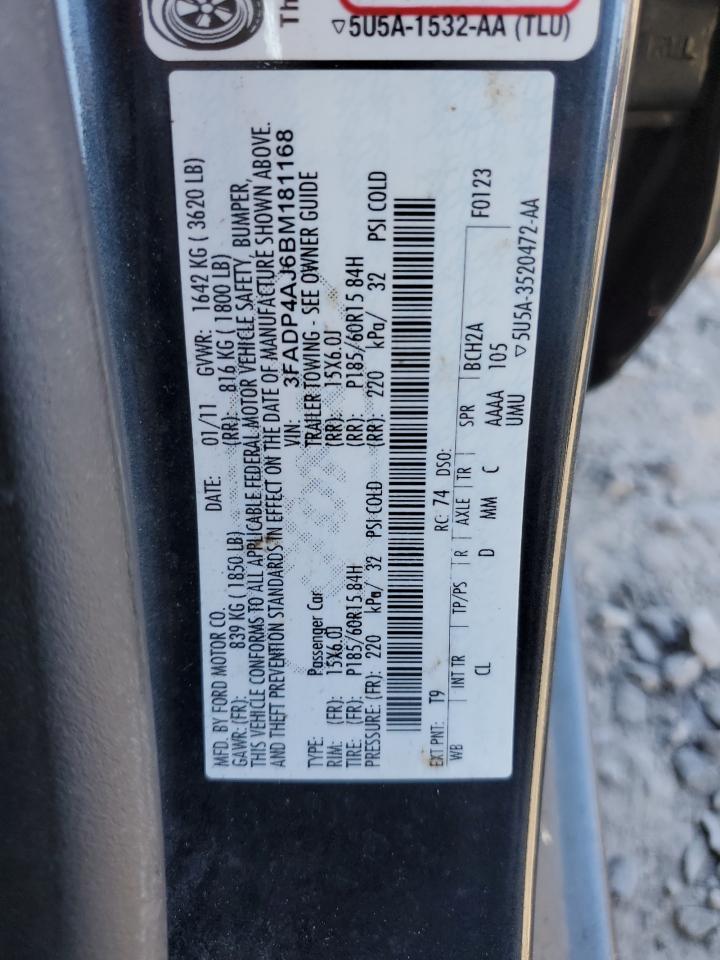 Th
▽5U5A-1532-AA (TLU)
MFD. BY FORD MOTOR CO. DATE: 01/11 GVWR: 1642 KG ( 3620 LB)
GAWR: (FR): 839 KG ( 1850 LB) (RR): 816 KG ( 1800 LB)
THIS VEHICLE CONFORMS TO ALL APPLICABLE FEDERAL MOTOR VEHICLE SAFETY, BUMPER,
AND THEFT PREVENTION STANDARDS IN EFFECT ON THE DATE OF MANUFACTURE SHOWN ABOVE.
VIN: 3FADP4AJ6BM181168
TYPE: Passenger Car TRAILER TOWING - SEE OWNER GUIDE
RIM: (FR): 15X6.0J (RR): 15X6.0J
TIRE: (FR): P185/60R15 84H (RR): P185/60R15 84H
PRESSURE: (FR): 220 kPa/ 32 PSI COLD (RR): 220 kPa/ 32 PSI COLD
EXT PNT: T9 RC: 74 DSO: F0123
WB INT TR TP/PS R AXLE TR SPR BCH2A
CL D MM C AAAA 105
UMU ▽5U5A-3520472-AA